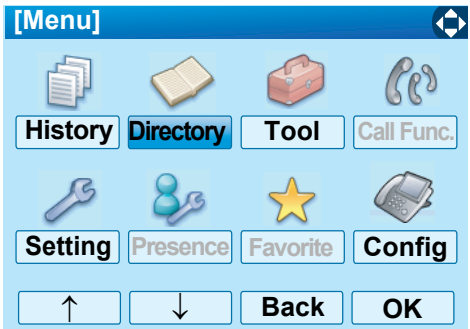 [Menu]
History Directory Tool Call Func.
Setting Presence Favorite Config
↑ ↓ Back OK